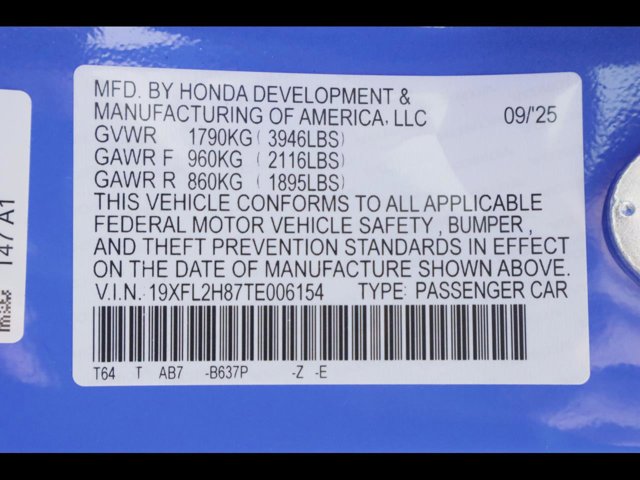 MFD. BY HONDA DEVELOPMENT &
MANUFACTURING OF AMERICA, LLC 09/'25
GVWR 1790KG ( 3946LBS)
GAWR F 960KG ( 2116LBS)
GAWR R 860KG ( 1895LBS)
THIS VEHICLE CONFORMS TO ALL APPLICABLE
FEDERAL MOTOR VEHICLE SAFETY , BUMPER ,
AND THEFT PREVENTION STANDARDS IN EFFECT
ON THE DATE OF MANUFACTURE SHOWN ABOVE.
V.I.N. 19XFL2H87TE006154 TYPE: PASSENGER CAR
T64 T AB7 -B637P -Z -E
147A1